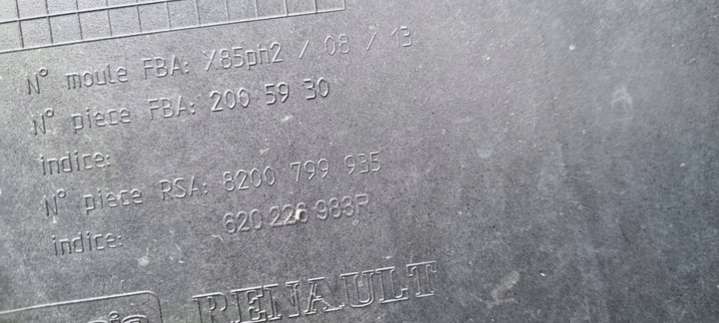 N° moule FBA: X85ph2 / 08 / 13
N° piece FBA: 200 59 30
indice:
N° piece RSA: 8200 799 935
620 226 983R
indice:
RENAULT